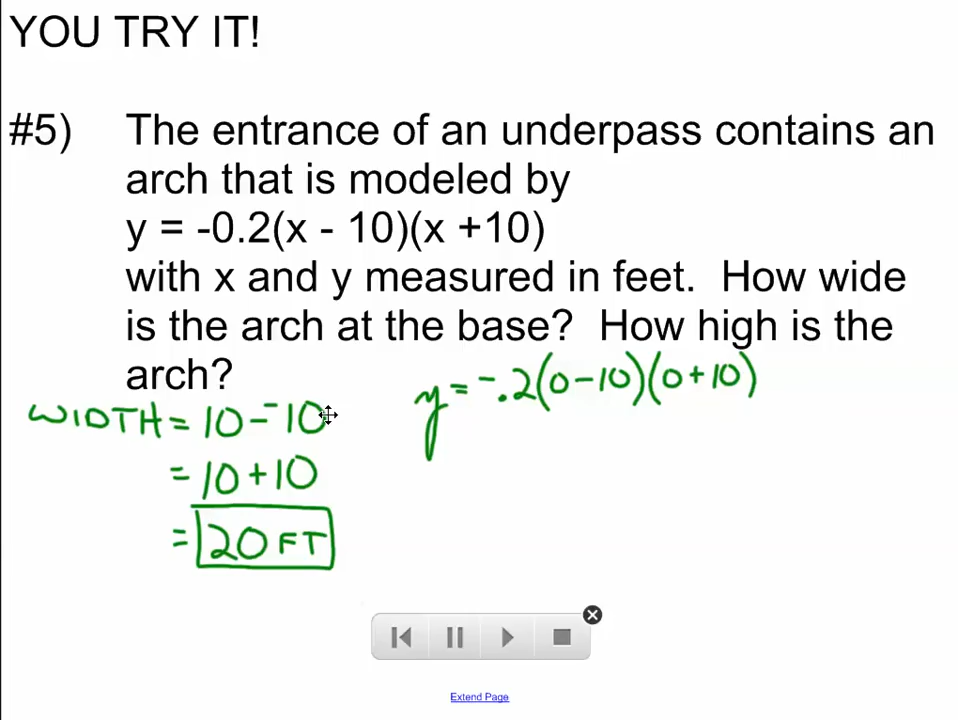 YOU TRY IT!
#5) The entrance of an underpass contains an
arch that is modeled by
y = -0.2(x - 10)(x +10)
with x and y measured in feet. How wide
is the arch at the base? How high is the
arch?
y = -.2(0-10)(0+10)
WIDTH = 10 - -10
= 10 + 10
= 20 FT
Extend Page